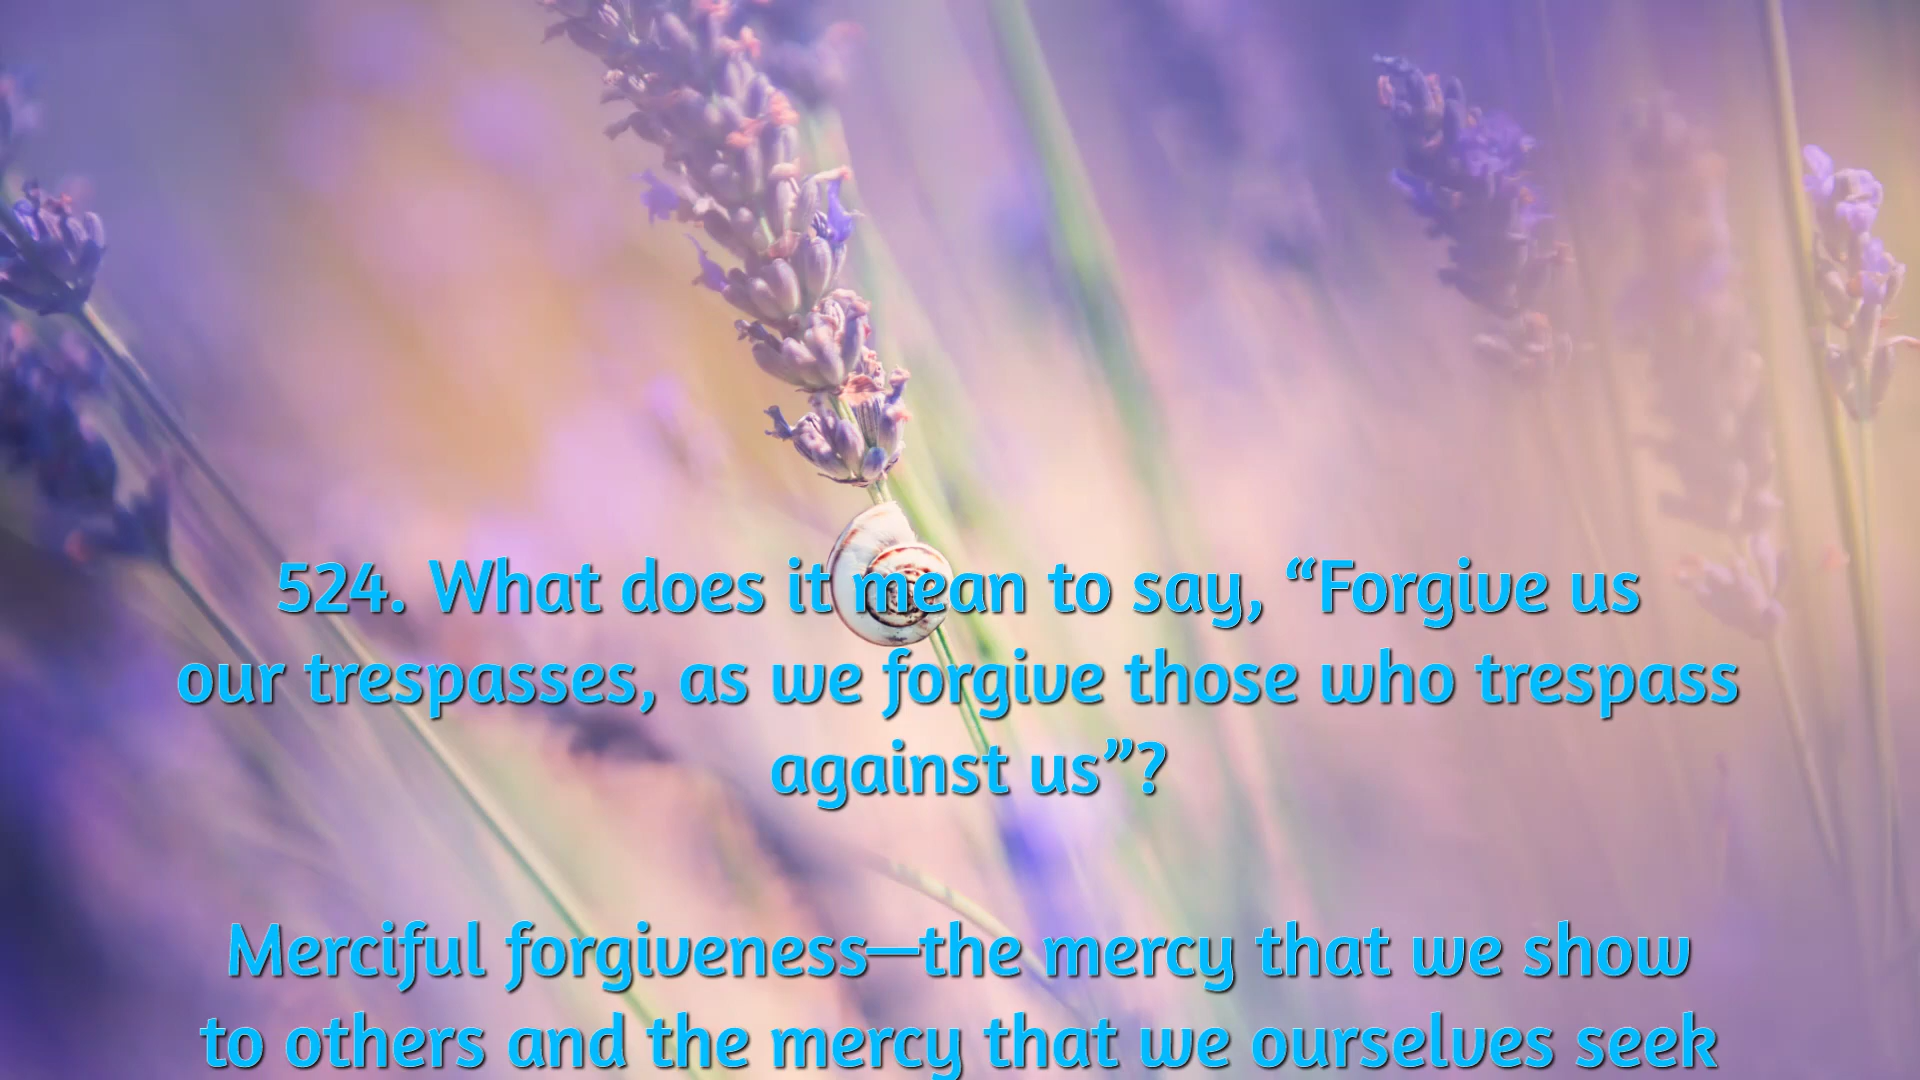 524. What does it mean to say, “Forgive us
our trespasses, as we forgive those who trespass
against us”?
Merciful forgiveness—the mercy that we show
to others and the mercy that we ourselves seek